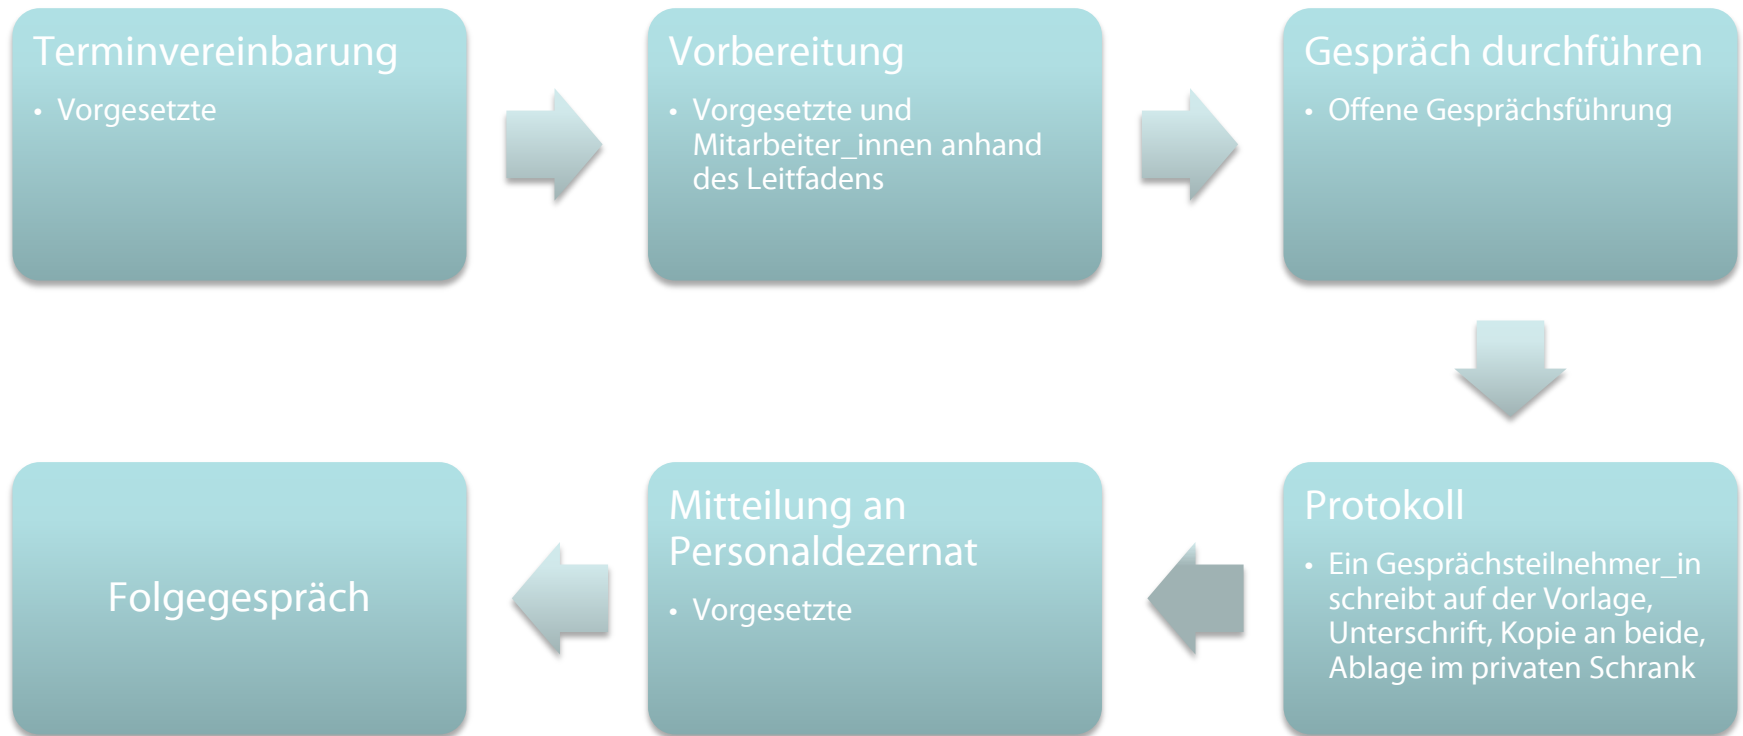 Terminvereinbarung
• Vorgesetzte
Vorbereitung
• Vorgesetzte und
Mitarbeiter_innen anhand
des Leitfadens
Gespräch durchführen
• Offene Gesprächsführung
Protokoll
• Ein Gesprächsteilnehmer_in
schreibt auf der Vorlage,
Unterschrift, Kopie an beide,
Ablage im privaten Schrank
Mitteilung an
Personaldezernat
• Vorgesetzte
Folgegespräch